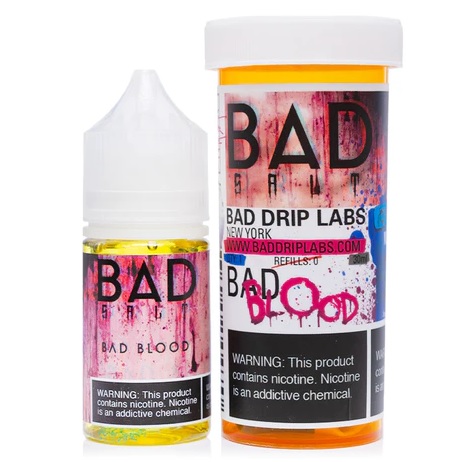 BAD
SALT
BAD BLOOD
WARNING: This product
contains nicotine. Nicotine
is an addictive chemical.
BAD
SALT
BAD DRIP LABS
NEW YORK
WWW.BADDRIPLABS.COM
REFILLS: 0
30ml
BAD
BLOOD
WARNING: This product
contains nicotine. Nicotine
is an addictive chemical.